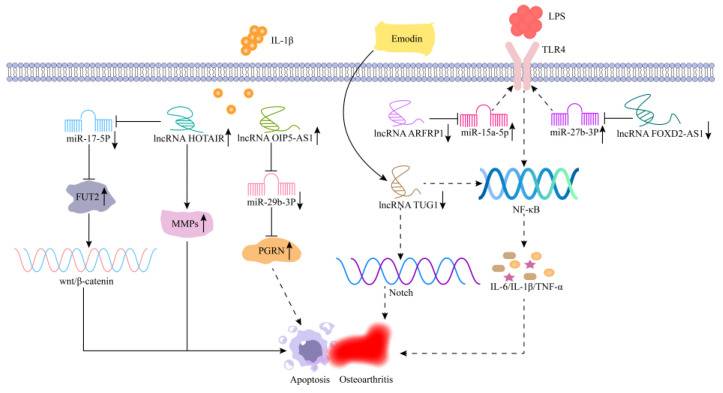 LPS
IL-1β
Emodin
TLR4
miR-17-5P
lncRNA HOTAIR
lncRNA OIP5-AS1
lncRNA ARFRP1
miR-15a-5p
miR-27b-3P
lncRNA FOXD2-AS1
FUT2
MMPs
miR-29b-3P
lncRNA TUG1
NF-κB
PGRN
wnt/β-catenin
Notch
IL-6/IL-1β/TNF-α
Apoptosis
Osteoarthritis